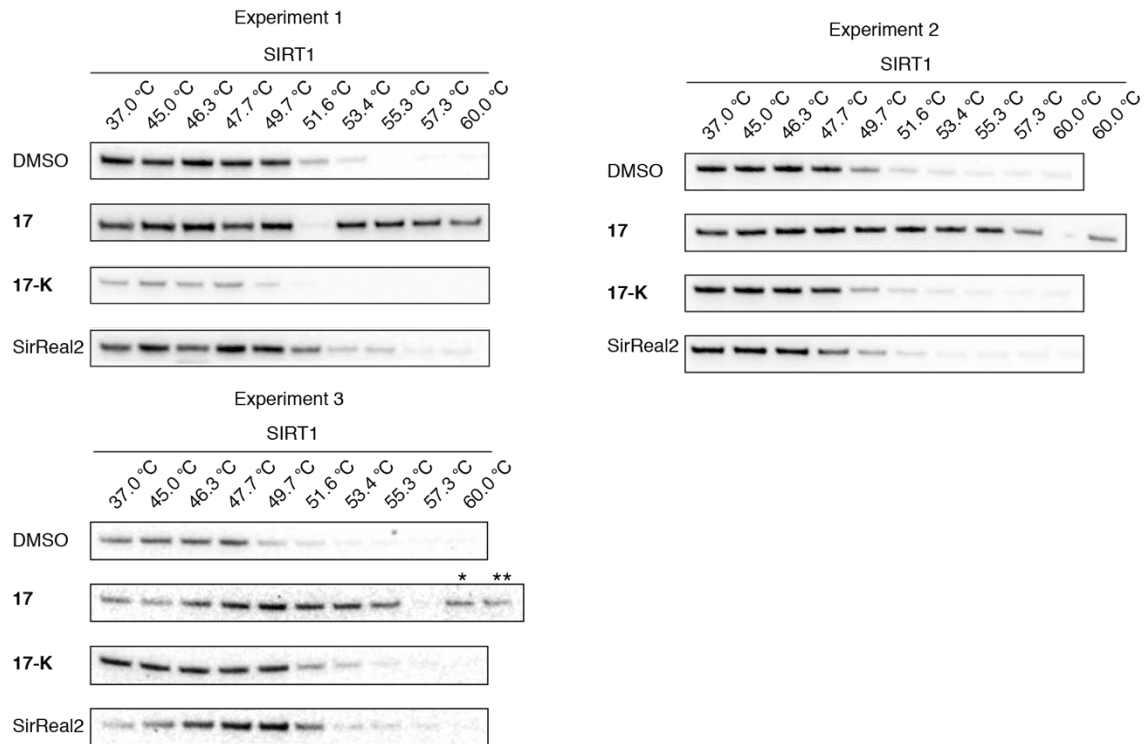 Experiment 1
SIRT1
37.0 °C 45.0 °C 46.3 °C 47.7 °C 49.7 °C 51.6 °C 53.4 °C 55.3 °C 57.3 °C 60.0 °C
DMSO
17
17-K
SirReal2
Experiment 2
SIRT1
37.0 °C 45.0 °C 46.3 °C 47.7 °C 49.7 °C 51.6 °C 53.4 °C 55.3 °C 57.3 °C 60.0 °C 60.0 °C
DMSO
17
17-K
SirReal2
Experiment 3
SIRT1
37.0 °C 45.0 °C 46.3 °C 47.7 °C 49.7 °C 51.6 °C 53.4 °C 55.3 °C 57.3 °C 60.0 °C
DMSO
* **
17
17-K
SirReal2